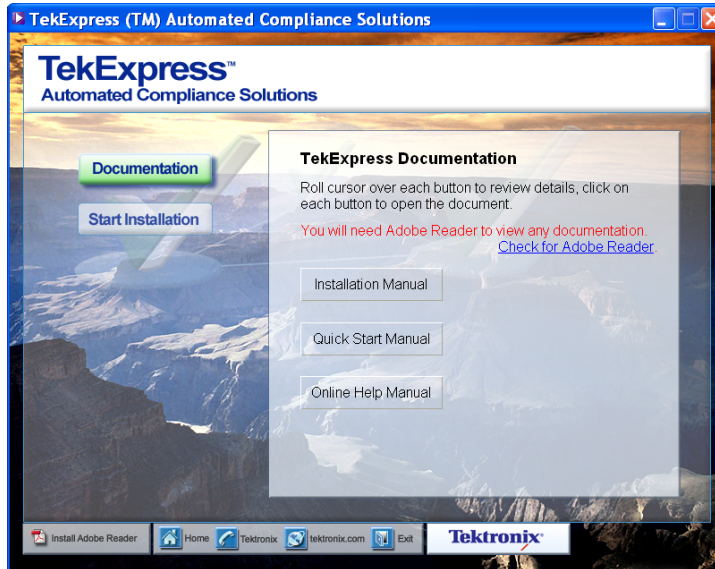 TekExpress (TM) Automated Compliance Solutions
TekExpress™
Automated Compliance Solutions
Documentation
Start Installation
TekExpress Documentation
Roll cursor over each button to review details, click on
each button to open the document.
You will need Adobe Reader to view any documentation.
Check for Adobe Reader.
Installation Manual
Quick Start Manual
Online Help Manual
Install Adobe Reader
Home
Tektronix
tektronix.com
Exit
Tektronix